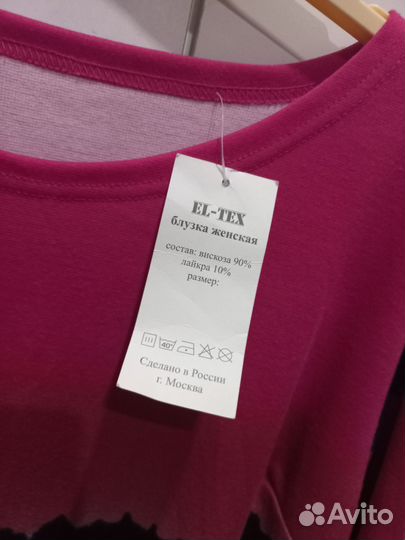 EL-TEX
блузка женская
состав: вискоза 90%
лайкра 10%
размер:
40°
Сделано в России
г. Москва
Avito